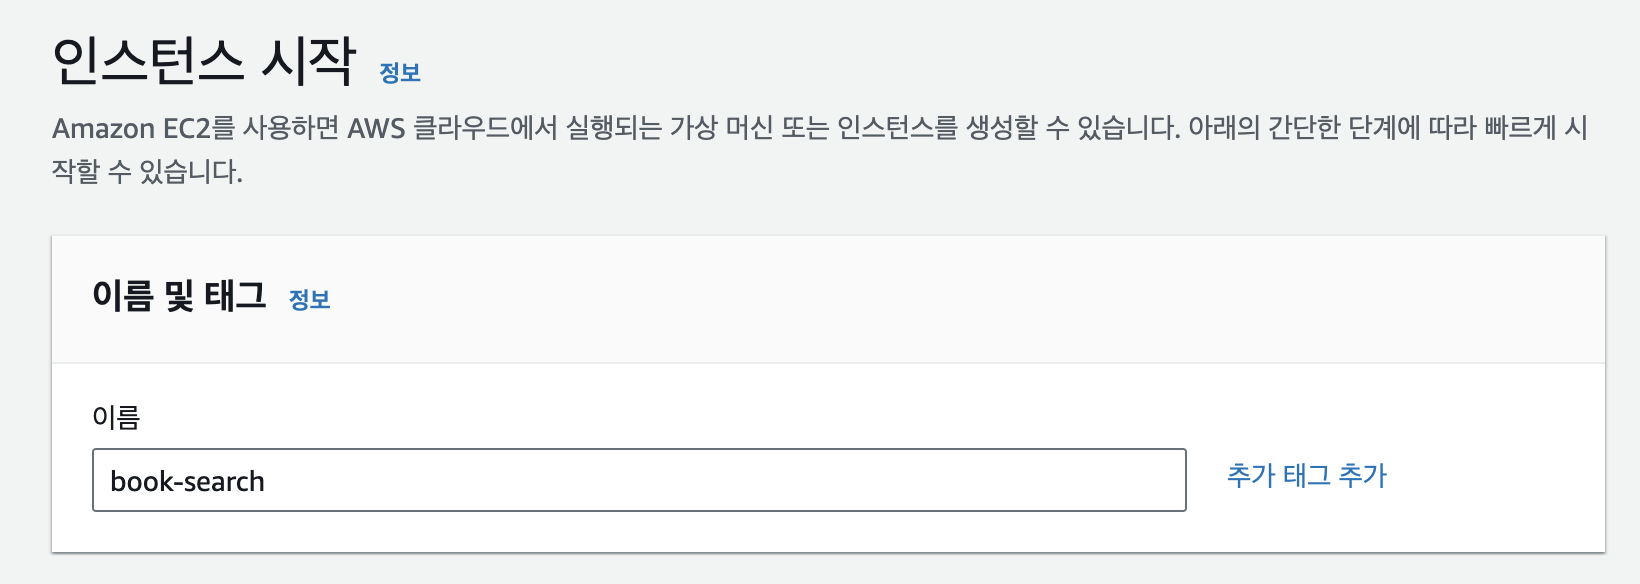 인스턴스 시작 정보
Amazon EC2를 사용하면 AWS 클라우드에서 실행되는 가상 머신 또는 인스턴스를 생성할 수 있습니다. 아래의 간단한 단계에 따라 빠르게 시
작할 수 있습니다.
이름 및 태그 정보
이름
book-search 추가 태그 추가